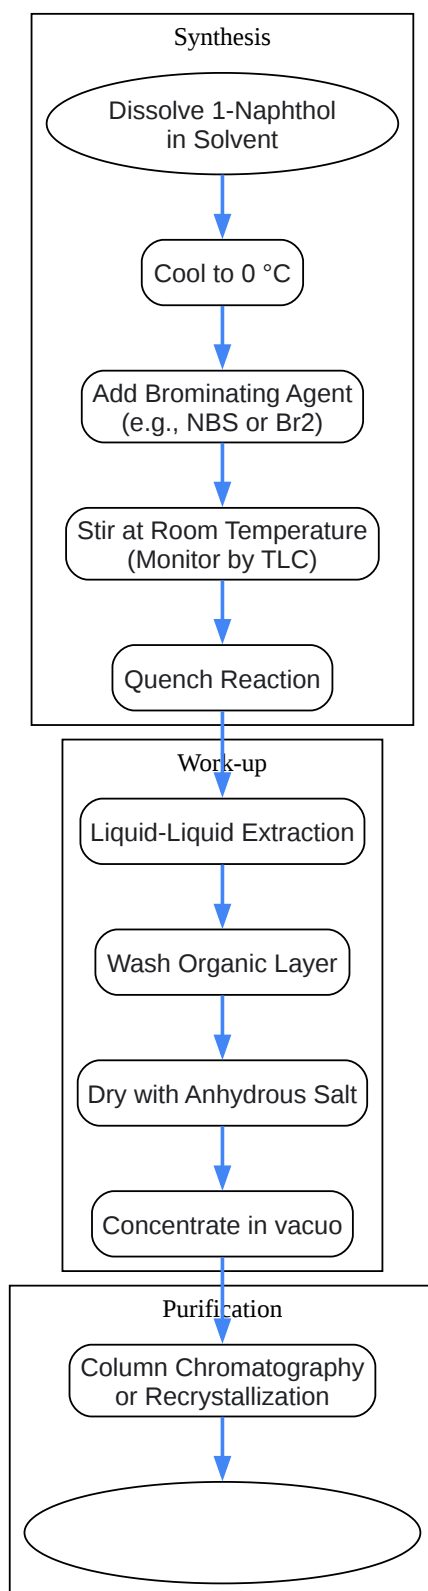 Synthesis
Dissolve 1-Naphthol
in Solvent
Cool to 0 °C
Add Brominating Agent
(e.g., NBS or Br2)
Stir at Room Temperature
(Monitor by TLC)
Quench Reaction
Work-up
Liquid-Liquid Extraction
Wash Organic Layer
Dry with Anhydrous Salt
Concentrate in vacuo
Purification
Column Chromatography
or Recrystallization